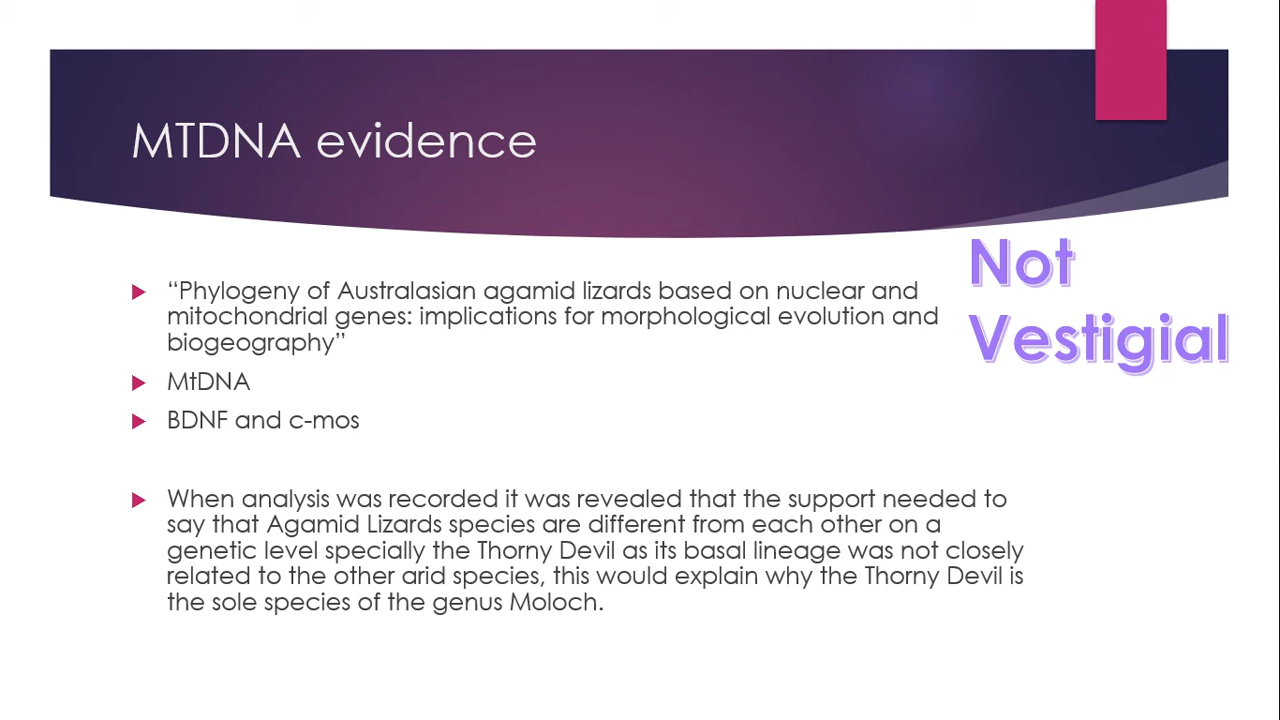 MTDNA evidence
Not
Vestigial
“Phylogeny of Australasian agamid lizards based on nuclear and
mitochondrial genes: implications for morphological evolution and
biogeography”
MtDNA
BDNF and c-mos
When analysis was recorded it was revealed that the support needed to
say that Agamid Lizards species are different from each other on a
genetic level specially the Thorny Devil as its basal lineage was not closely
related to the other arid species, this would explain why the Thorny Devil is
the sole species of the genus Moloch.